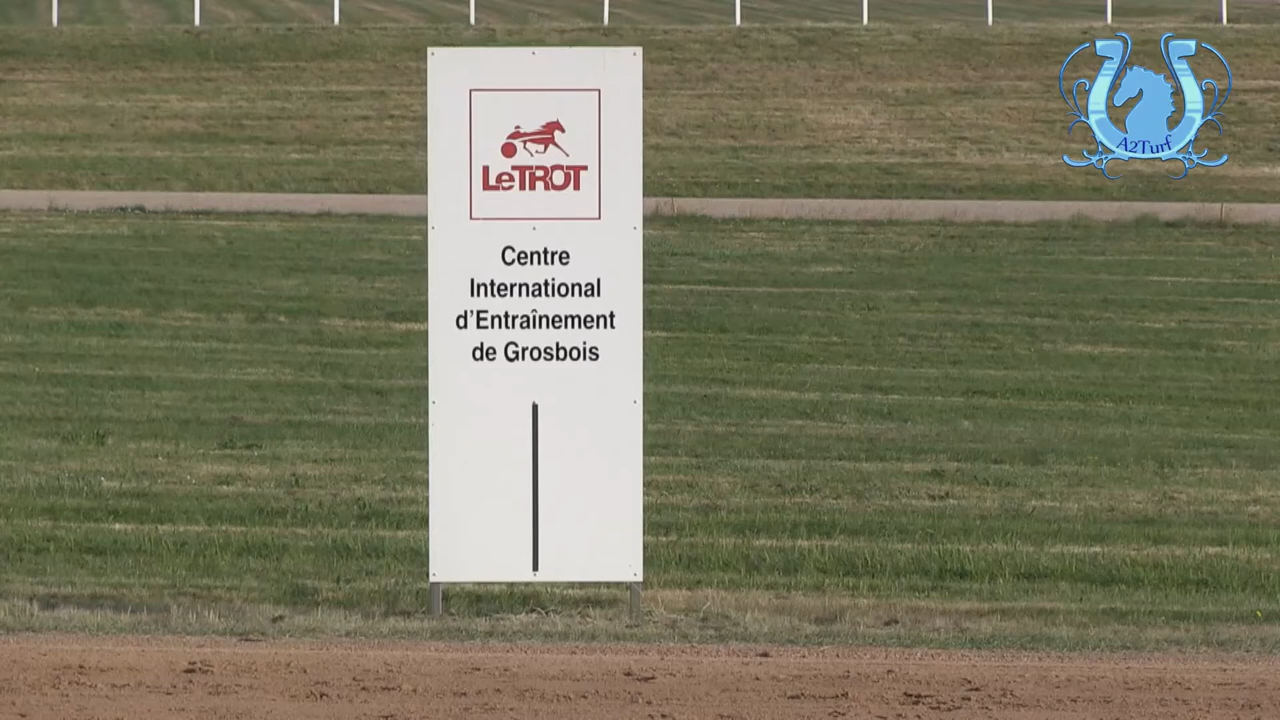 LeTROT
Centre
International
d'Entraînement
de Grosbois
A2Turf